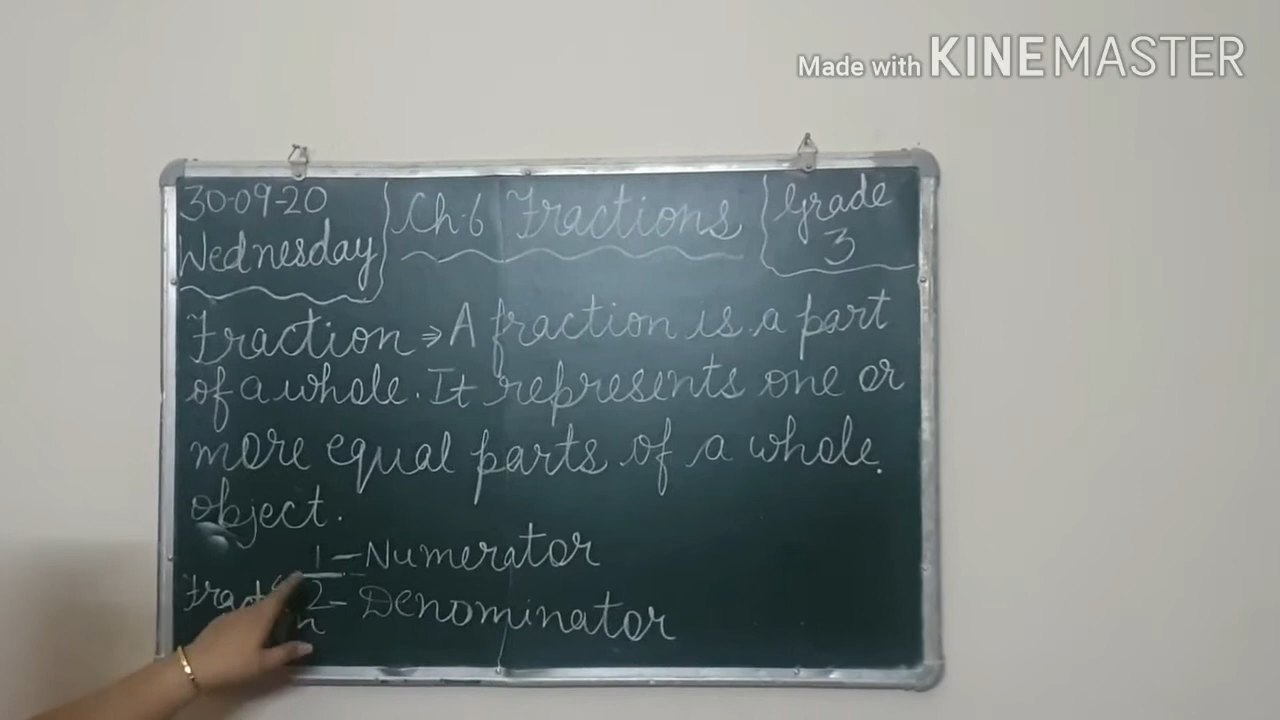 Made with KINEMASTER
30-09-20
Wednesday
Ch-6 Fractions
Grade
3
Fraction ⇒ A fraction is a part
of a whole. It represents one or
more equal parts of a whole.
object.
1 - Numerator
2 - Denominator